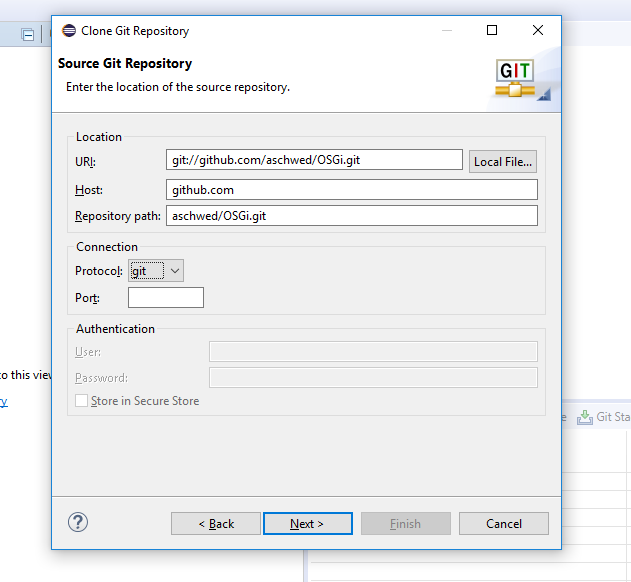 Clone Git Repository
Source Git Repository
Enter the location of the source repository.
GIT
Location
URI: git://github.com/aschwed/OSGi.git Local File...
Host: github.com
Repository path: aschwed/OSGi.git
Connection
Protocol: git
Port:
Authentication
User:
Password:
Store in Secure Store
to this view
Git Sta
? < Back Next > Finish Cancel